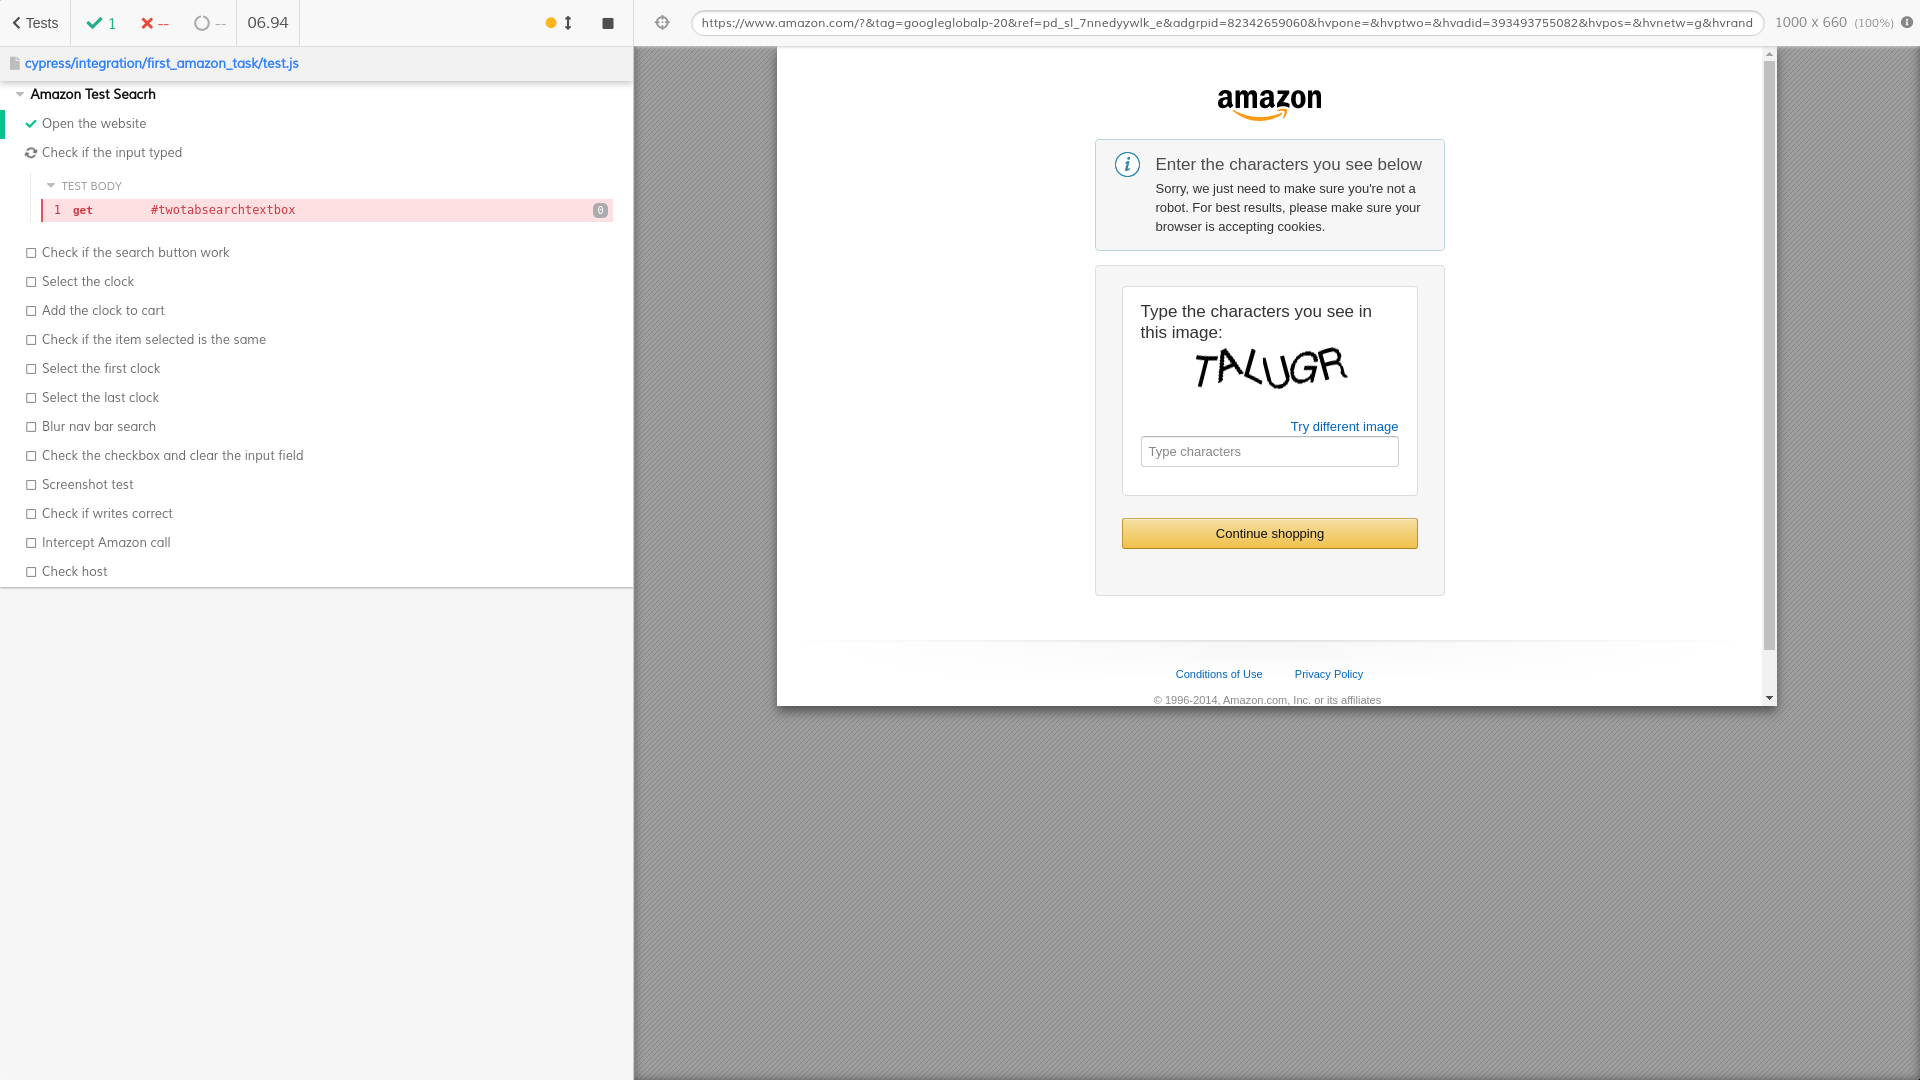 Tests
1
--
--
06.94
https://www.amazon.com/?&tag=googleglobalp-20&ref=pd_sl_7nnedyywlk_e&adgrpid=82342659060&hvpone=&hvptwo=&hvadid=393493755082&hvpos=&hvnetw=g&hvrand
1000 x 660 (100%)
cypress/integration/first_amazon_task/test.js
Amazon Test Seacrh
Open the website
Check if the input typed
TEST BODY
1 get #twotabsearchtextbox 0
Check if the search button work
Select the clock
Add the clock to cart
Check if the item selected is the same
Select the first clock
Select the last clock
Blur nav bar search
Check the checkbox and clear the input field
Screenshot test
Check if writes correct
Intercept Amazon call
Check host
amazon
Enter the characters you see below
Sorry, we just need to make sure you're not a
robot. For best results, please make sure your
browser is accepting cookies.
Type the characters you see in
this image:
TALUGR
Try different image
Type characters
Continue shopping
Conditions of Use
Privacy Policy
© 1996-2014, Amazon.com, Inc. or its affiliates